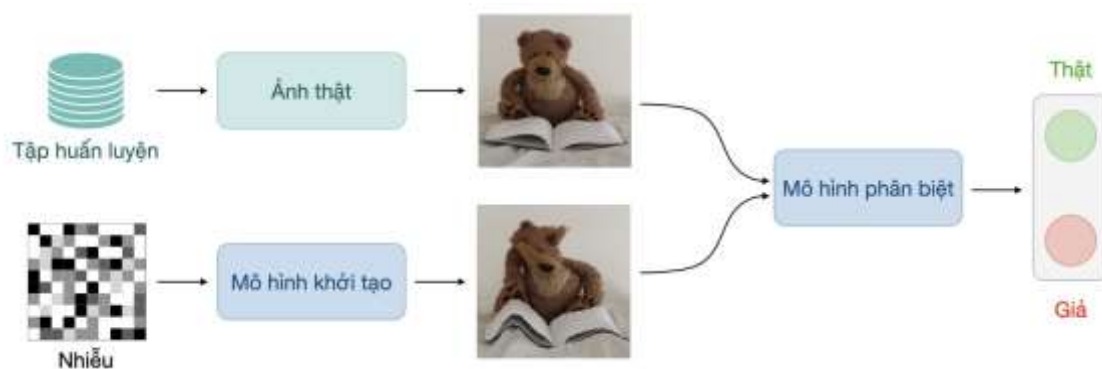 Thật
Ảnh thật
Tập huấn luyện
Mô hình phân biệt
Mô hình khởi tạo
Giả
Nhiễu